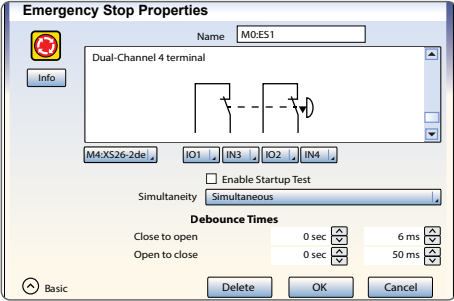 Emergency Stop Properties
Name M0:ES1
Info
Dual-Channel 4 terminal
M4:XS26-2de IO1 IN3 IO2 IN4
Enable Startup Test
Simultaneity Simultaneous
Debounce Times
Close to open 0 sec 6 ms
Open to close 0 sec 50 ms
Basic Delete OK Cancel